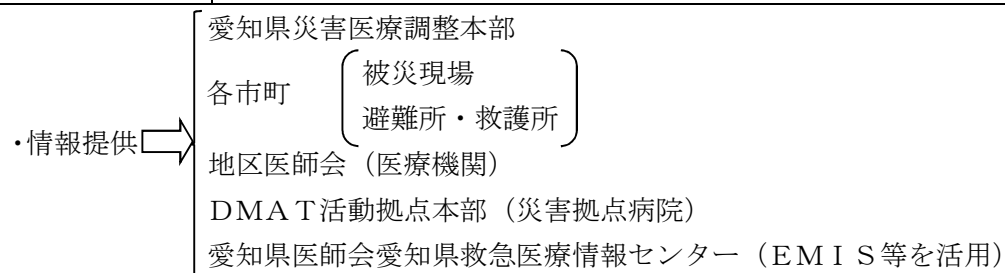 愛知県災害医療調整本部
各市町
被災現場
避難所・救護所
・情報提供
地区医師会(医療機関)
DMAT活動拠点本部(災害拠点病院)
愛知県医師会愛知県救急医療情報センター(EMIS等を活用)